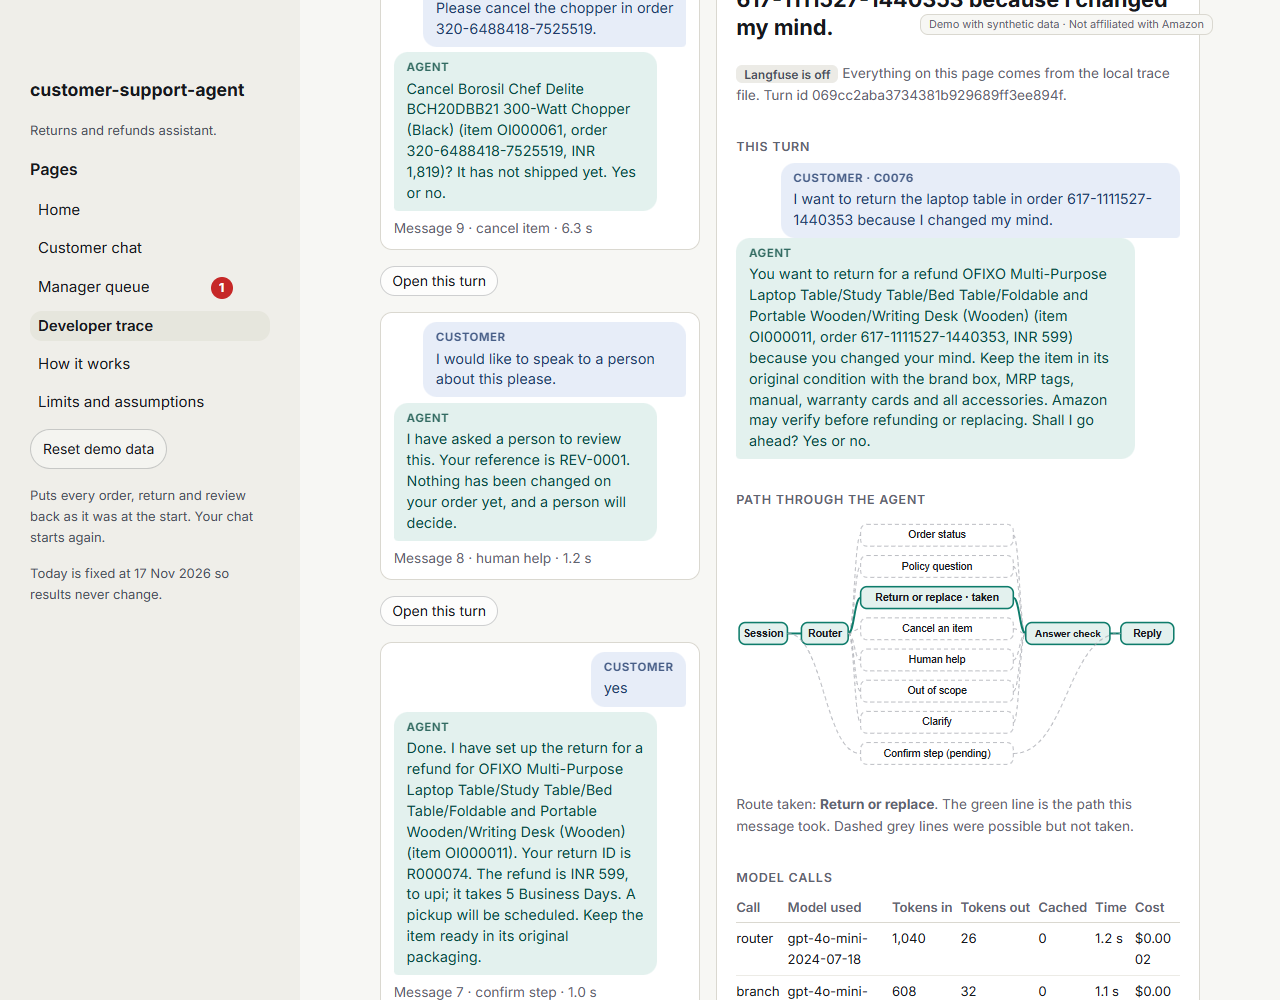 customer-support-agent
Returns and refunds assistant.
Pages
Home
Customer chat
Manager queue
1
Developer trace
How it works
Limits and assumptions
Reset demo data
Puts every order, return and review
back as it was at the start. Your chat
starts again.
Today is fixed at 17 Nov 2026 so
results never change.
Please cancel the chopper in order
320-6488418-7525519.
AGENT
Cancel Borosil Chef Delite
BCH20DBB21 300-Watt Chopper
(Black) (item OI000061, order
320-6488418-7525519, INR
1,819)? It has not shipped yet. Yes
or no.
Message 9 · cancel item · 6.3 s
Open this turn
CUSTOMER
I would like to speak to a person
about this please.
AGENT
I have asked a person to review
this. Your reference is REV-0001.
Nothing has been changed on
your order yet, and a person will
decide.
Message 8 · human help · 1.2 s
Open this turn
CUSTOMER
yes
AGENT
Done. I have set up the return for a
refund for OFIXO Multi-Purpose
Laptop Table/Study Table/Bed
Table/Foldable and Portable
Wooden/Writing Desk (Wooden)
(item OI000011). Your return ID is
R000074. The refund is INR 599,
to upi; it takes 5 Business Days. A
pickup will be scheduled. Keep the
item ready in its original
packaging.
Message 7 · confirm step · 1.0 s
617-1111527-1440353 because I changed
my mind.
Demo with synthetic data · Not affiliated with Amazon
Langfuse is off Everything on this page comes from the local trace
file. Turn id 069cc2aba3734381b929689ff3ee894f.
THIS TURN
CUSTOMER · C0076
I want to return the laptop table in order 617-1111527-
1440353 because I changed my mind.
AGENT
You want to return for a refund OFIXO Multi-Purpose
Laptop Table/Study Table/Bed Table/Foldable and
Portable Wooden/Writing Desk (Wooden) (item
OI000011, order 617-1111527-1440353, INR 599)
because you changed your mind. Keep the item in its
original condition with the brand box, MRP tags,
manual, warranty cards and all accessories. Amazon
may verify before refunding or replacing. Shall I go
ahead? Yes or no.
PATH THROUGH THE AGENT
Order status
Policy question
Return or replace · taken
Session
Router
Cancel an item
Answer check
Reply
Human help
Out of scope
Clarify
Confirm step (pending)
Route taken: Return or replace. The green line is the path this
message took. Dashed grey lines were possible but not taken.
MODEL CALLS
Call Model used Tokens in Tokens out Cached Time Cost
router gpt-4o-mini- 1,040 26 0 1.2 s $0.00
2024-07-18 02
branch gpt-4o-mini- 608 32 0 1.1 s $0.00